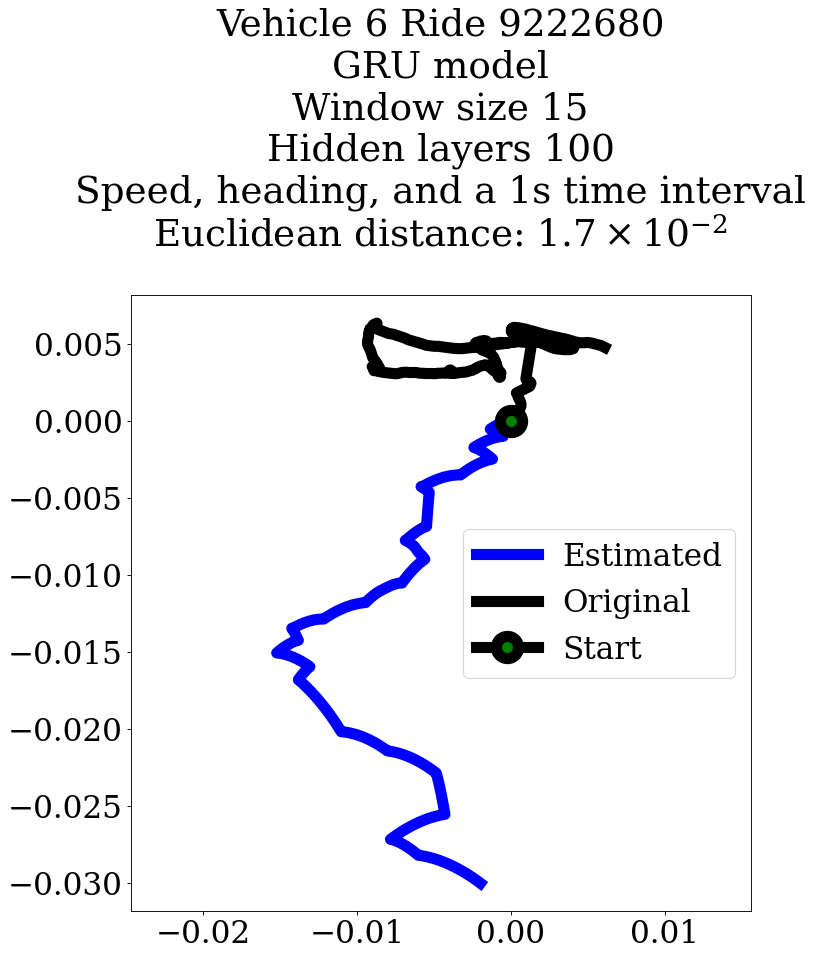 Vehicle 6 Ride 9222680
GRU model
Window size 15
Hidden layers 100
Speed, heading, and a 1s time interval
Euclidean distance: 1.7 × 10⁻²
0.005
0.000
−0.005
−0.010
−0.015
−0.020
−0.025
−0.030
Estimated
Original
Start
−0.02 −0.01 0.00 0.01